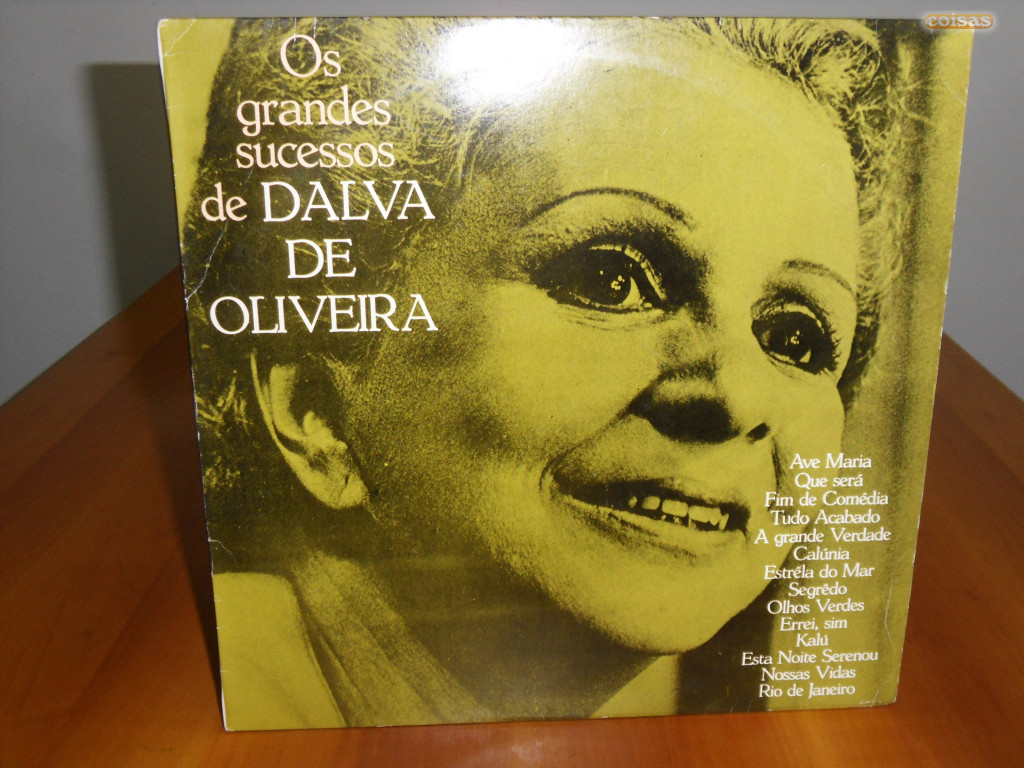 coisas
Os
grandes
sucessos
de DALVA
DE
OLIVEIRA
Ave Maria
Que será
Fim de Comédia
Tudo Acabado
A grande Verdade
Calúnia
Estrêla do Mar
Segrêdo
Olhos Verdes
Errei, sim
Kalú
Esta Noite Serenou
Nossas Vidas
Rio de Janeiro